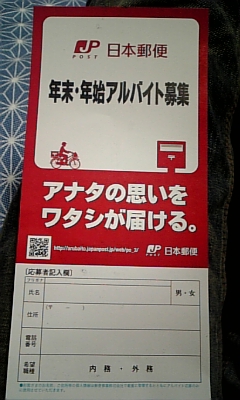 JP
POST
日本郵便
年末・年始アルバイト募集
〒
アナタの思いを
ワタシが届ける。
http://arubaito.japanpost.jp/web/pc_3/
JP
POST
日本郵便
[応募者記入欄]
フリガナ
氏名
男・女
住所
(〒
電話
番号
希望
職種
内務・外務